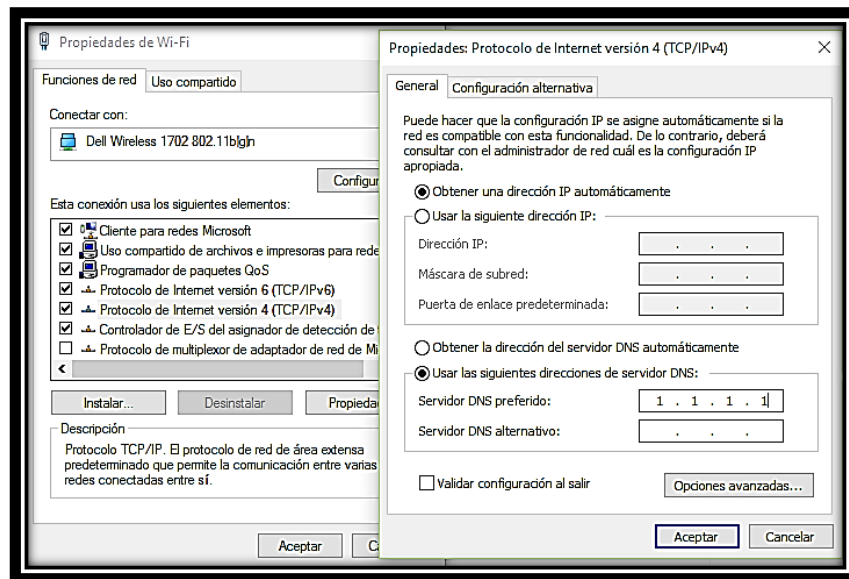 Propiedades de Wi-Fi
Funciones de red
Uso compartido
Conectar con:
Dell Wireless 1702 802.11b|g|n
Configur
Esta conexión usa los siguientes elementos:
Cliente para redes Microsoft
Uso compartido de archivos e impresoras para rede
Programador de paquetes QoS
Protocolo de Internet versión 6 (TCP/IPv6)
Protocolo de Internet versión 4 (TCP/IPv4)
Controlador de E/S del asignador de detección de
Protocolo de multiplexor de adaptador de red de Mi
Instalar...
Desinstalar
Propieda
Descripción
Protocolo TCP/IP. El protocolo de red de área extensa
predeterminado que permite la comunicación entre varias
redes conectadas entre sí.
Aceptar
Ca
Propiedades: Protocolo de Internet versión 4 (TCP/IPv4)
General
Configuración alternativa
Puede hacer que la configuración IP se asigne automáticamente si la
red es compatible con esta funcionalidad. De lo contrario, deberá
consultar con el administrador de red cuál es la configuración IP
apropiada.
Obtener una dirección IP automáticamente
Usar la siguiente dirección IP:
Dirección IP:
Máscara de subred:
Puerta de enlace predeterminada:
Obtener la dirección del servidor DNS automáticamente
Usar las siguientes direcciones de servidor DNS:
Servidor DNS preferido: 1 . 1 . 1 . 1
Servidor DNS alternativo:
Validar configuración al salir
Opciones avanzadas...
Aceptar
Cancelar